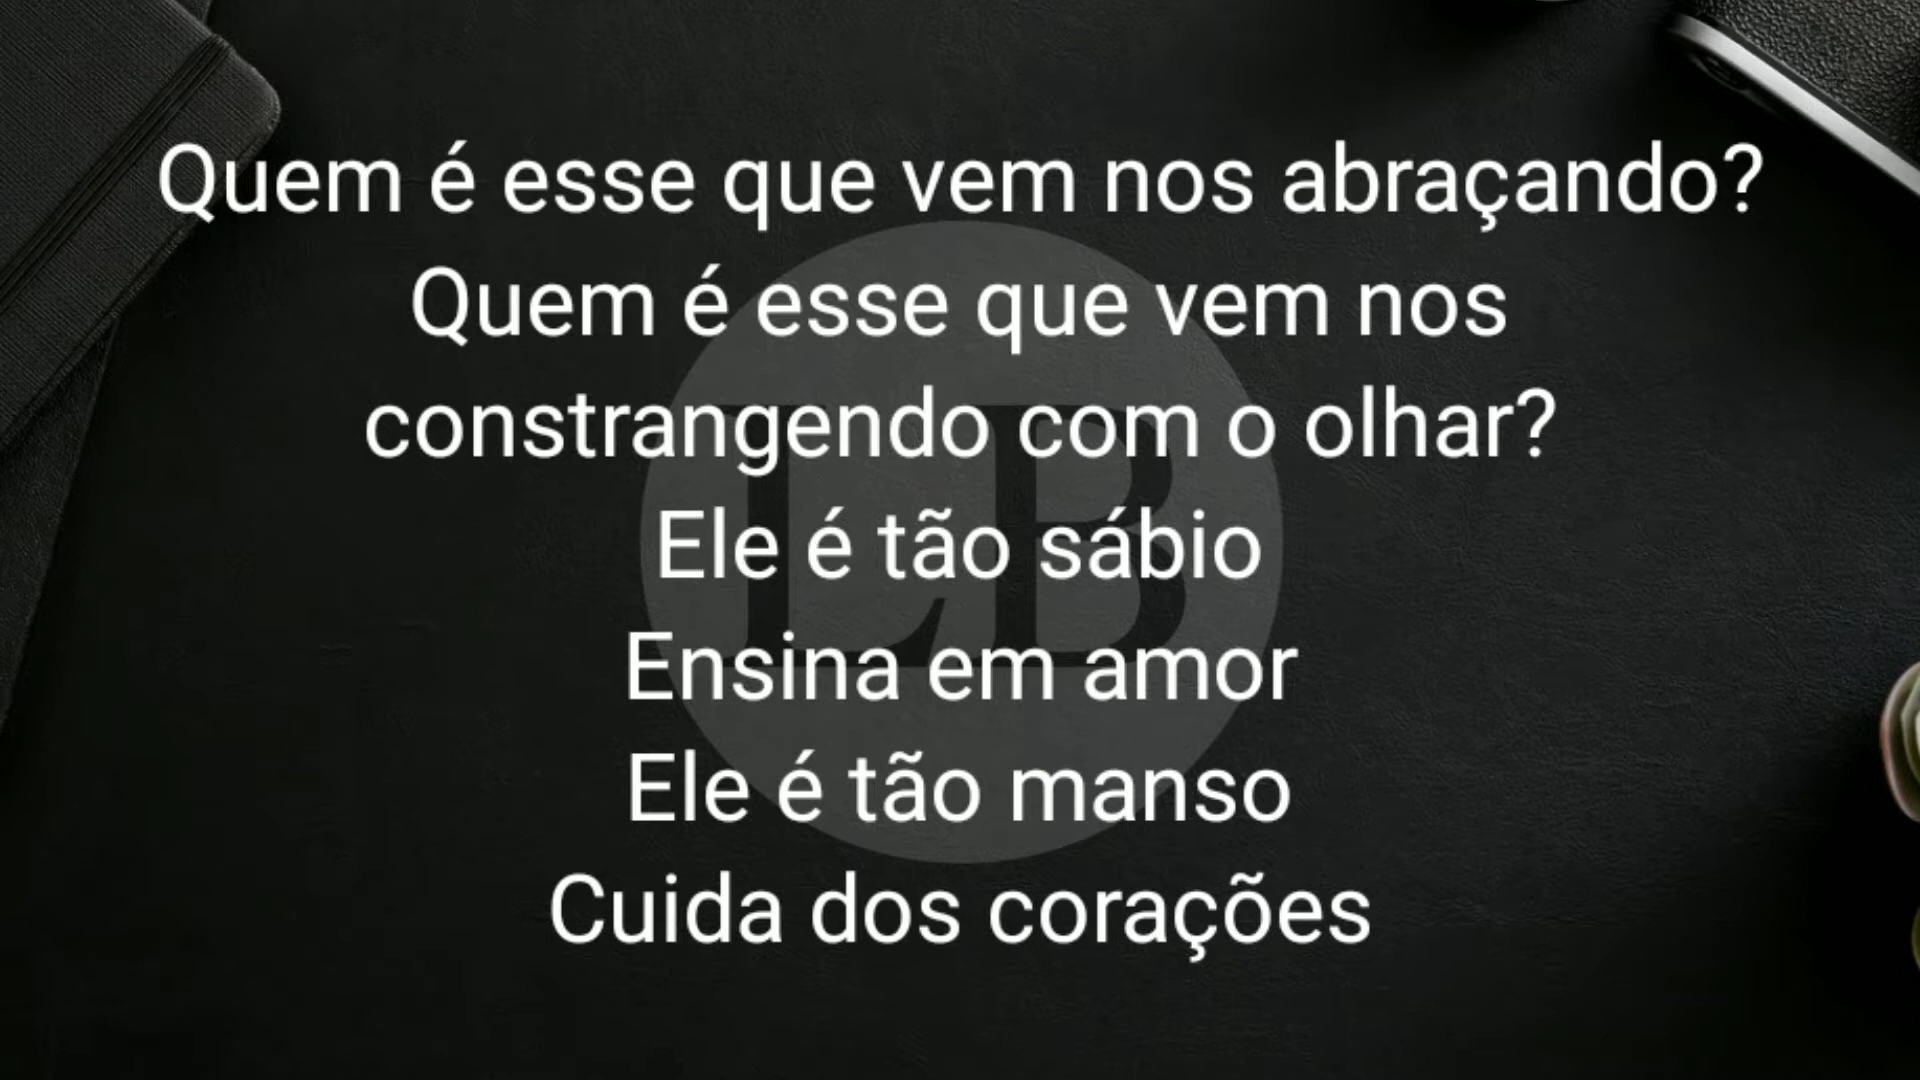 Quem é esse que vem nos abraçando?
Quem é esse que vem nos
constrangendo com o olhar?
Ele é tão sábio
Ensina em amor
Ele é tão manso
Cuida dos corações
LB